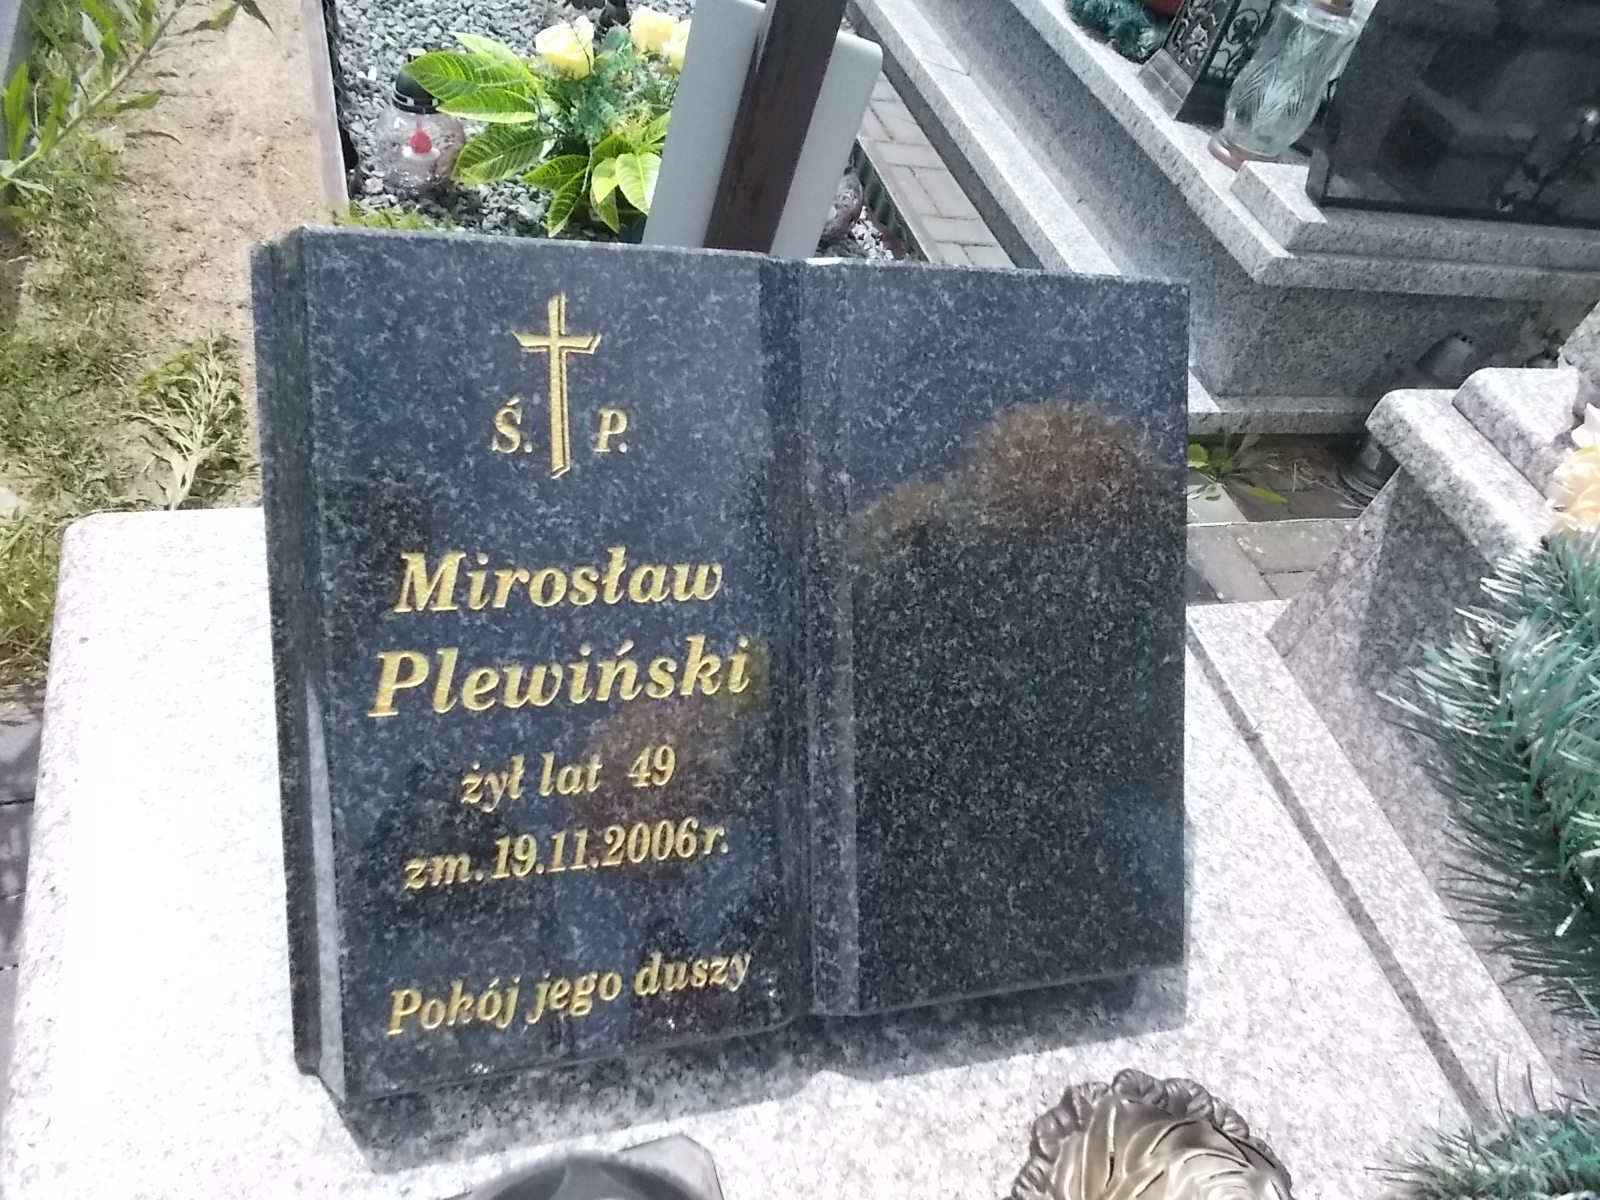 Ś. P.
Mirosław
Plewiński
żył lat 49
zm. 19.11.2006 r.
Pokój jego duszy